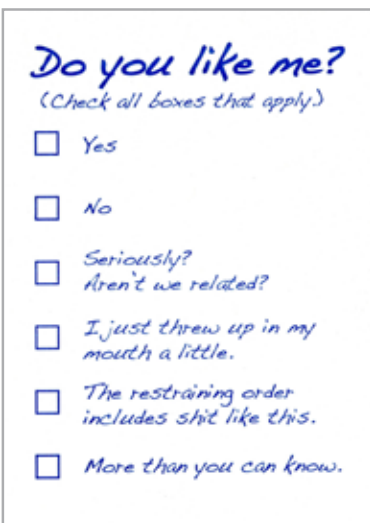 Do you like me?
(Check all boxes that apply.)
Yes
No
Seriously?
Aren't we related?
I just threw up in my
mouth a little.
The restraining order
includes shit like this.
More than you can know.